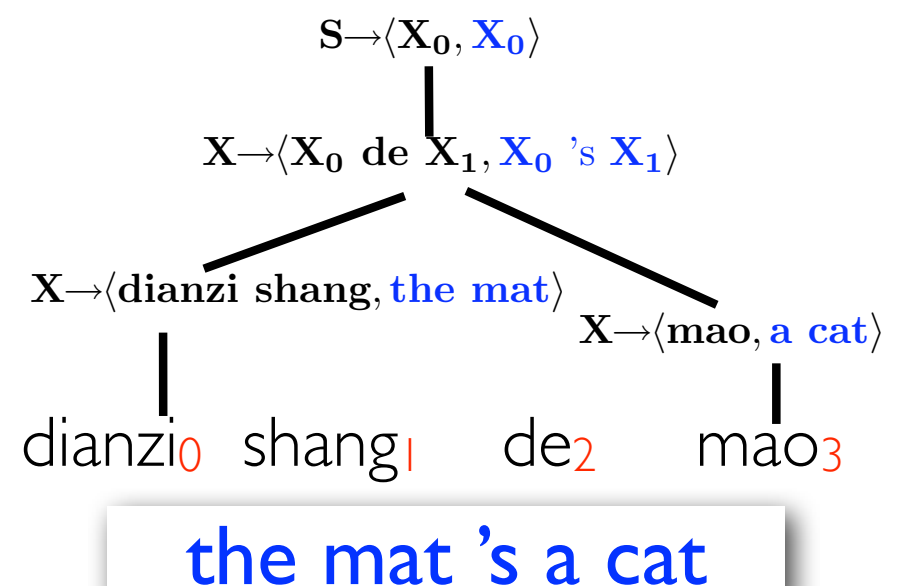 S→⟨X₀, X₀⟩
X→⟨X₀ de X₁, X₀ 's X₁⟩
X→⟨dianzi shang, the mat⟩
X→⟨mao, a cat⟩
dianzi₀ shang₁ de₂ mao₃
the mat 's a cat